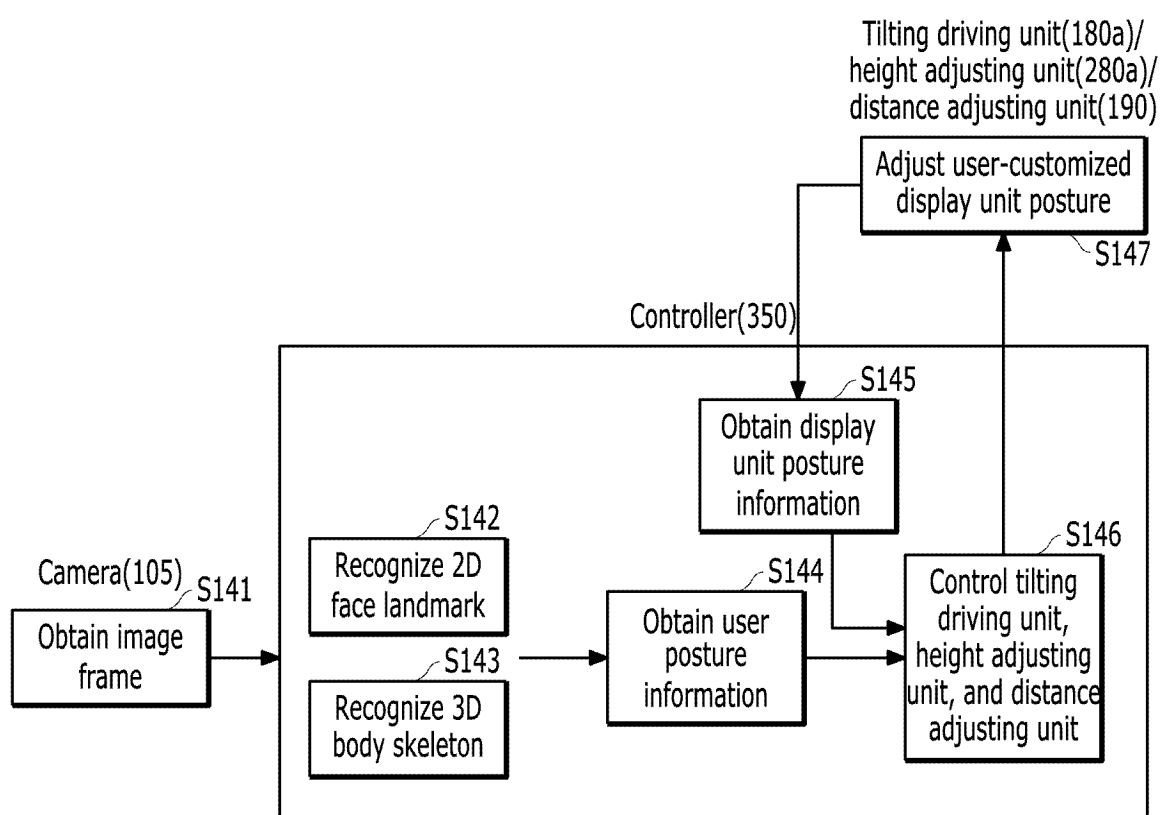 Tilting driving unit(180a)/
height adjusting unit(280a)/
distance adjusting unit(190)
Adjust user-customized
display unit posture
S147
Controller(350)
S145
Obtain display
unit posture
information
S142
Recognize 2D
face landmark
S146
Control tilting
driving unit,
height adjusting
unit, and distance
adjusting unit
Camera(105)
S141
Obtain image
frame
S144
Obtain user
posture
information
S143
Recognize 3D
body skeleton